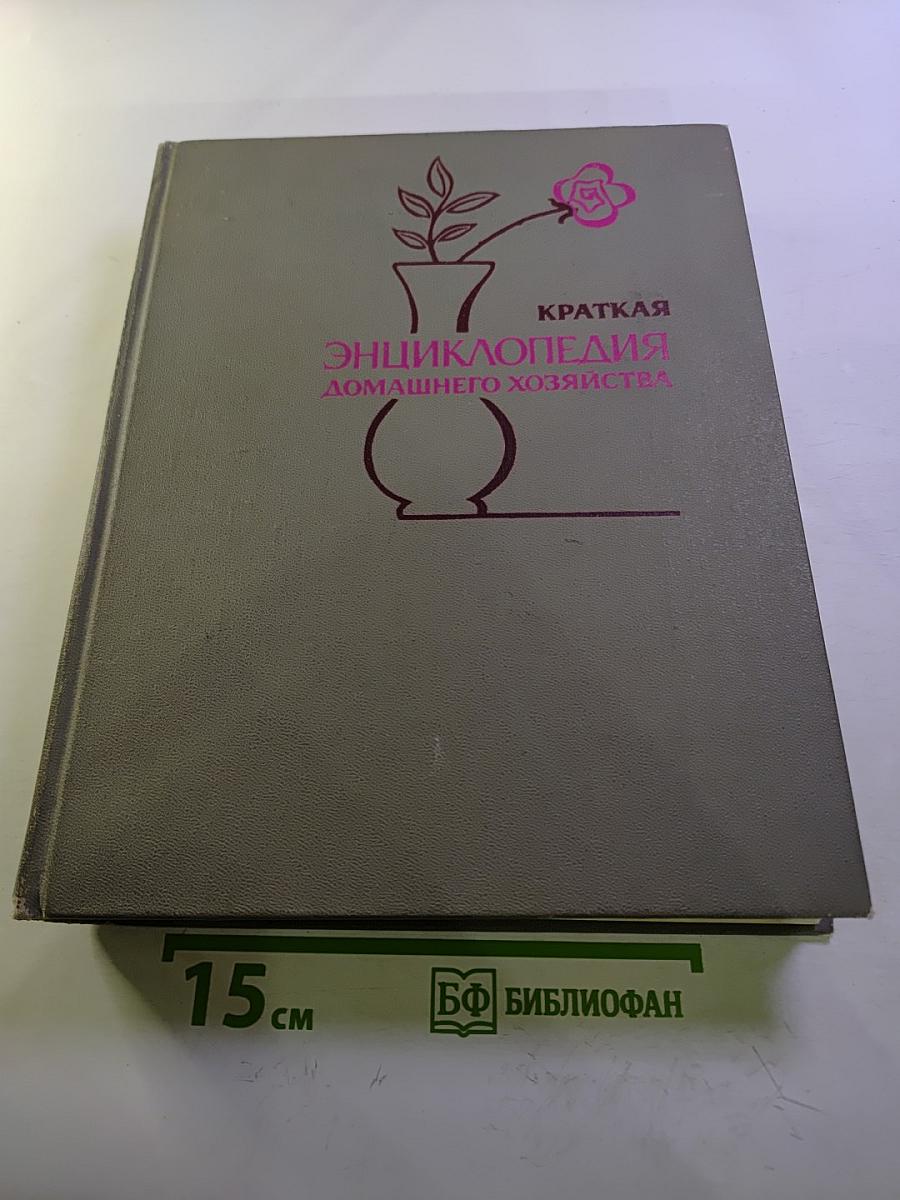 КРАТКАЯ
ЭНЦИКЛОПЕДИЯ
ДОМАШНЕГО ХОЗЯЙСТВА
15 см
БФ БИБЛИОФАН